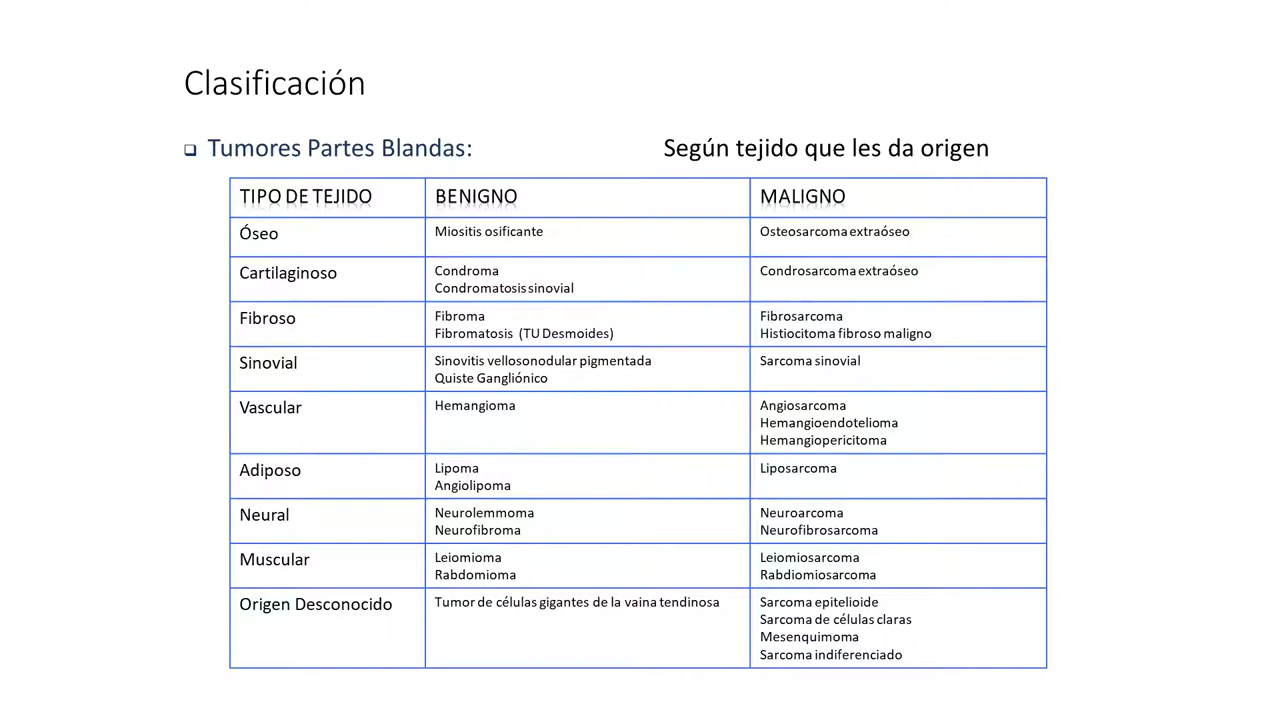 Clasificación
Tumores Partes Blandas: Según tejido que les da origen
TIPO DE TEJIDO BENIGNO MALIGNO
Óseo Miositis osificante Osteosarcoma extraóseo
Cartilaginoso Condroma Condrosarcoma extraóseo
Condromatosis sinovial
Fibroso Fibroma Fibrosarcoma
Fibromatosis (TU Desmoides) Histiocitoma fibroso maligno
Sinovial Sinovitis vellosonodular pigmentada Sarcoma sinovial
Quiste Gangliónico
Vascular Hemangioma Angiosarcoma
Hemangioendotelioma
Hemangiopericitoma
Adiposo Lipoma Liposarcoma
Angiolipoma
Neural Neurolemmoma Neuroarcoma
Neurofibroma Neurofibrosarcoma
Muscular Leiomioma Leiomiosarcoma
Rabdomioma Rabdiomiosarcoma
Origen Desconocido Tumor de células gigantes de la vaina tendinosa Sarcoma epitelioide
Sarcoma de células claras
Mesenquimoma
Sarcoma indiferenciado